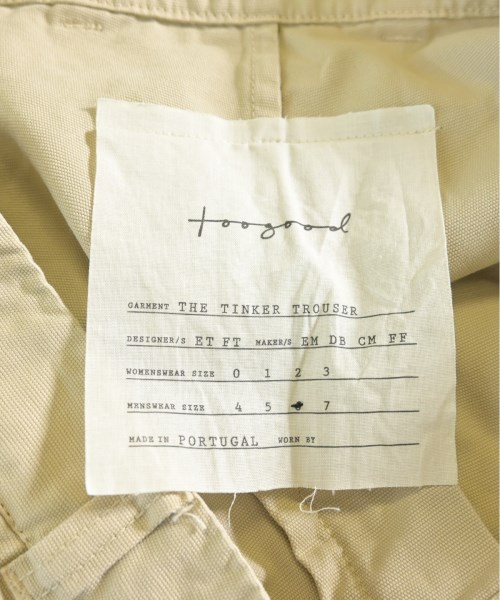 toogood
GARMENT THE TINKER TROUSER
DESIGNER/S ET FT MAKER/S EM DB CM FF
WOMENSWEAR SIZE 0 1 2 3
MENSWEAR SIZE 4 5 7
MADE IN PORTUGAL WORN BY